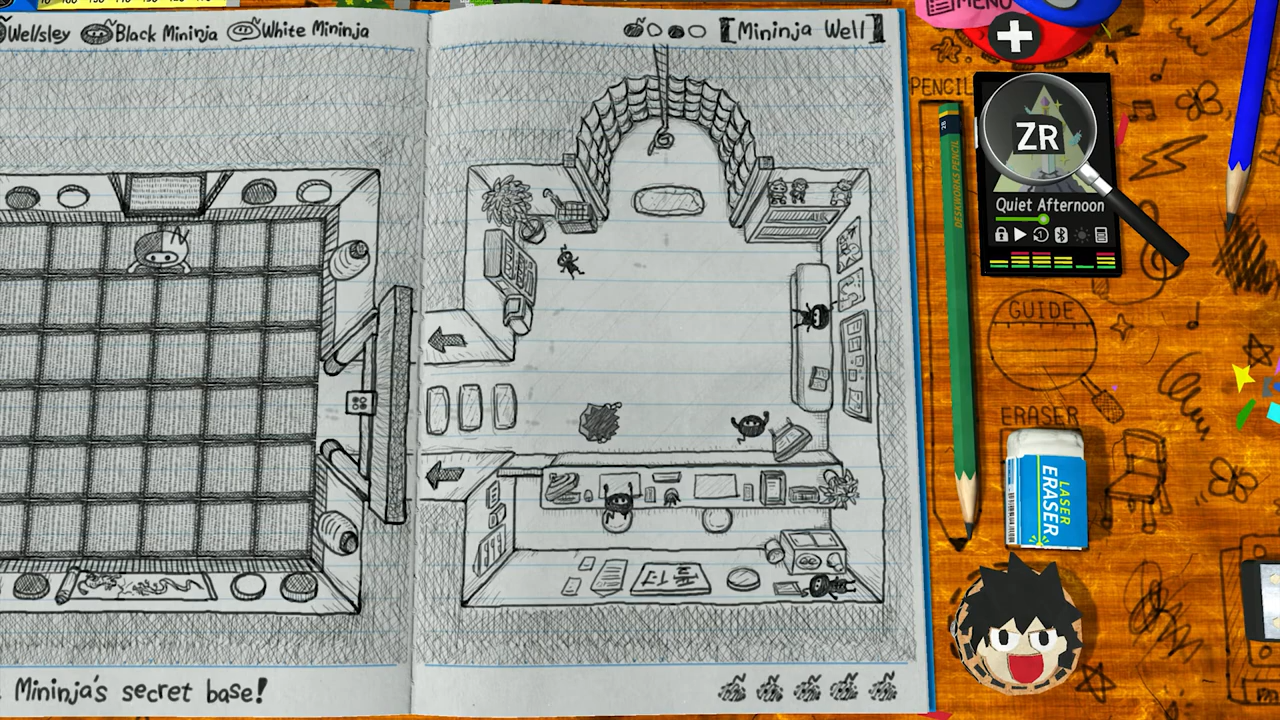 Wellsley
Black Mininja
White Mininja
[Mininja Well]
MENU
PENCIL
2B
DESKWORKS PENCIL
ZR
Quiet Afternoon
GUIDE
ERASER
LASER
ERASER
Mininja's secret base!